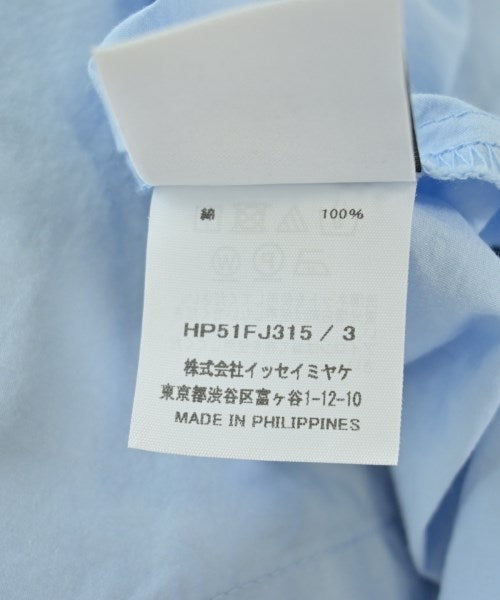 綿 100%
HP51FJ315 / 3
株式会社イッセイミヤケ
東京都渋谷区富ヶ谷1-12-10
MADE IN PHILIPPINES